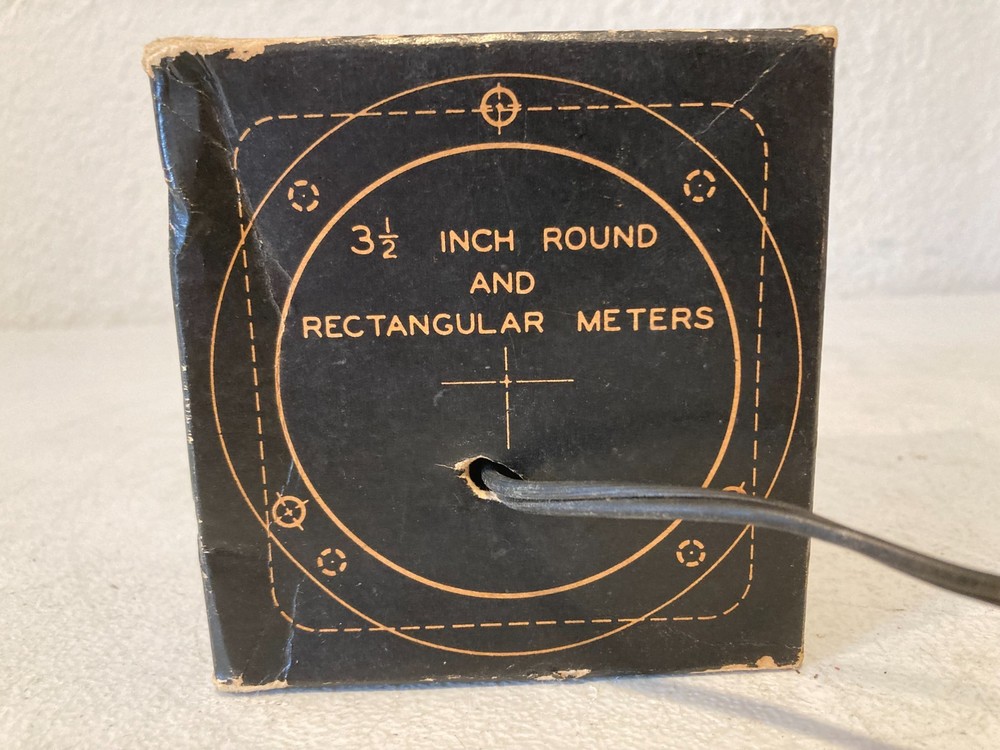 3½ INCH ROUND
AND
RECTANGULAR METERS